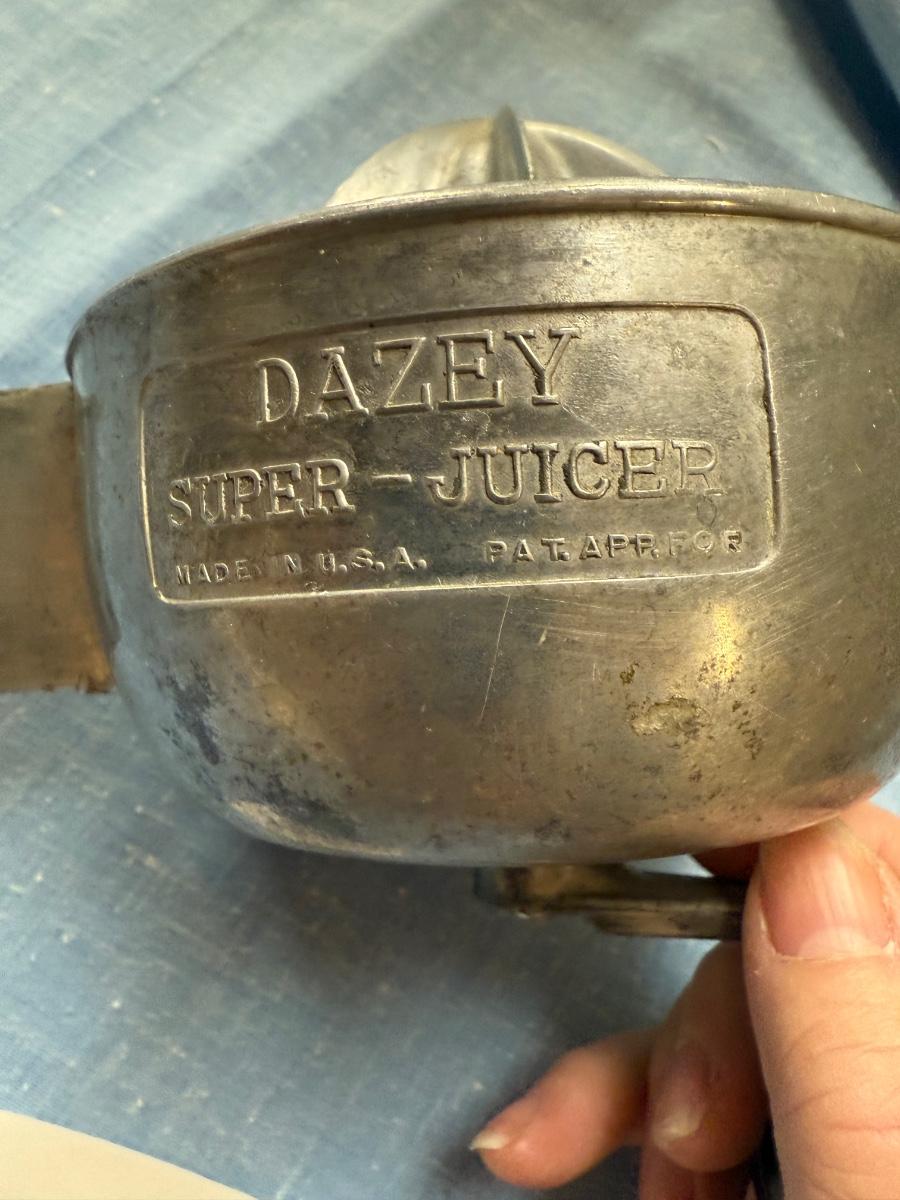 DAZEY
SUPER-JUICER
MADE IN U.S.A. PAT. APP. FOR